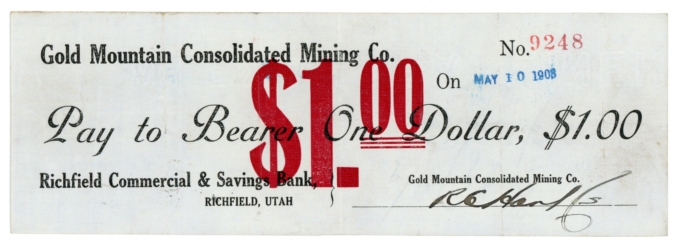 Gold Mountain Consolidated Mining Co. No. 9248
On MAY 10 1908
$1.00
Pay to Bearer One Dollar, $1.00
Richfield Commercial & Savings Bank,
RICHFIELD, UTAH
Gold Mountain Consolidated Mining Co.